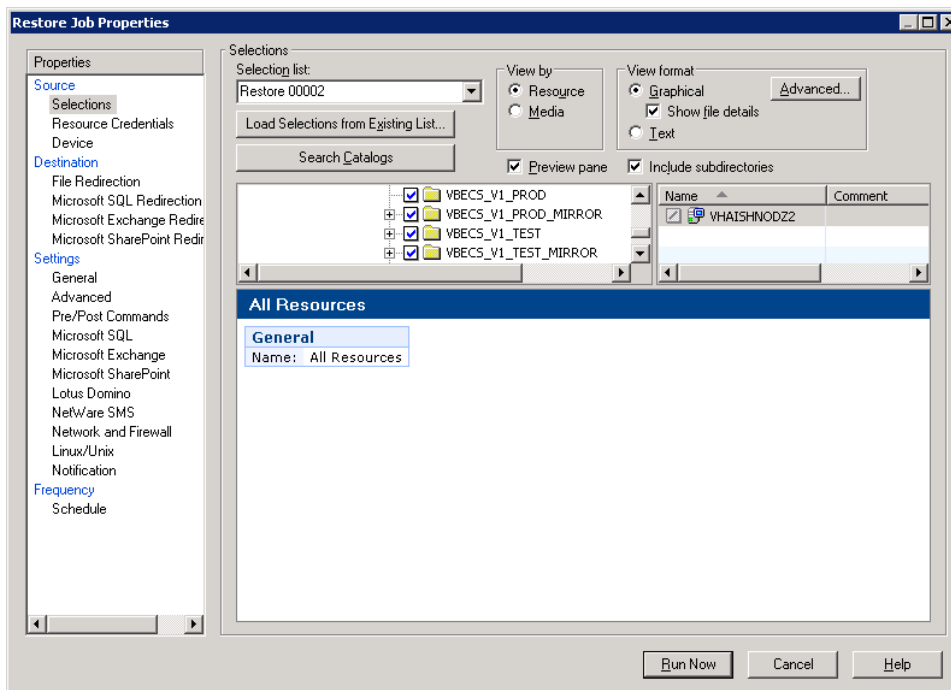 Restore Job Properties
Properties
Source
Selections
Resource Credentials
Device
Destination
File Redirection
Microsoft SQL Redirection
Microsoft Exchange Redire
Microsoft SharePoint Redir
Settings
General
Advanced
Pre/Post Commands
Microsoft SQL
Microsoft Exchange
Microsoft SharePoint
Lotus Domino
NetWare SMS
Network and Firewall
Linux/Unix
Notification
Frequency
Schedule
Selections
Selection list:
Restore 00002
Load Selections from Existing List...
Search Catalogs
View by
Resource
Media
View format
Graphical
Advanced...
Show file details
Text
Preview pane
Include subdirectories
VBECS_V1_PROD
VBECS_V1_PROD_MIRROR
VBECS_V1_TEST
VBECS_V1_TEST_MIRROR
Name Comment
VHAISHNODZ2
All Resources
General
Name: All Resources
Run Now Cancel Help